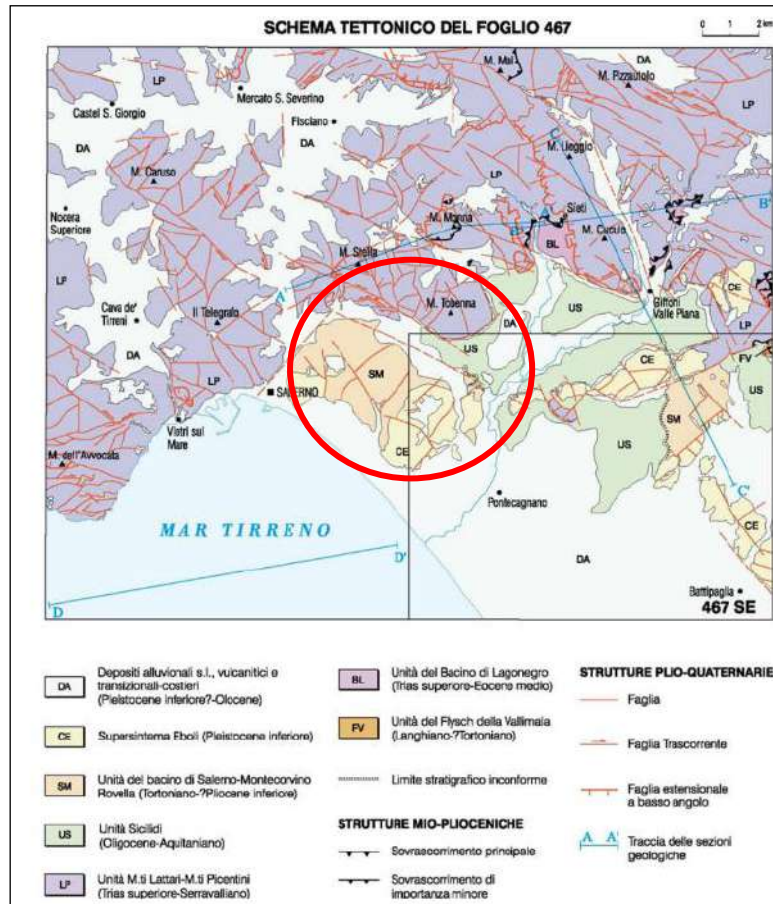 SCHEMA TETTONICO DEL FOGLIO 467
0 1 2 km
LP
Castel S. Giorgio
Mercato S. Severino
Fisciano
M. Mai
DA
M. Pizzautolo
LP
DA
M. Caruso
DA
C
M. Lieggio
LP
Nocera
Superiore
M. Monna
Sieti
B'
B
BL
M. Cuculo
LP
M. Stella
A'
A
Cava de'
Tirreni
Il Telegrafo
M. Tobenna
DA
US
Giffoni
Valle Piana
CE
LP
DA
US
CE
FV
LP
SM
US
SALERNO
Vietri sul
Mare
SM
US
M. dell'Avvocata
CE
C'
Pontecagnano
CE
MAR TIRRENO
DA
D'
D
Battipaglia
467 SE
DA Depositi alluvionali s.l., vulcanitici e
transizionali-costieri
(Pleistocene inferiore?-Olocene)
CE Supersintema Eboli (Pleistocene inferiore)
SM Unità del bacino di Salerno-Montecorvino
Rovella (Tortoniano-?Pliocene inferiore)
US Unità Sicilidi
(Oligocene-Aquitaniano)
LP Unità M.ti Lattari-M.ti Picentini
(Trias superiore-Serravalliano)
BL Unità del Bacino di Lagonegro
(Trias superiore-Eocene medio)
FV Unità del Flysch della Vallimala
(Langhiano-?Tortoniano)
Limite stratigrafico inconforme
STRUTTURE MIO-PLIOCENICHE
Sovrascorrimento principale
Sovrascorrimento di
importanza minore
STRUTTURE PLIO-QUATERNARIE
Faglia
Faglia Trascorrente
Faglia estensionale
a basso angolo
A A' Traccia delle sezioni
geologiche